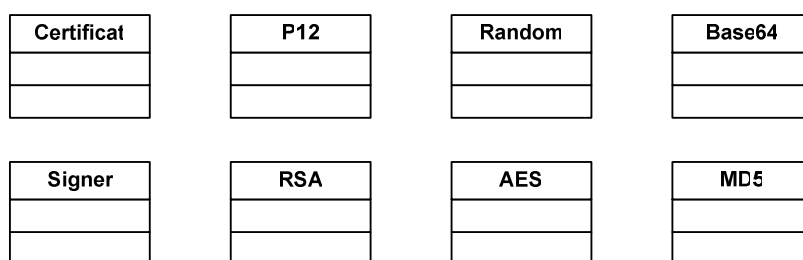 Certificat
P12
Random
Base64
Signer
RSA
AES
MD5